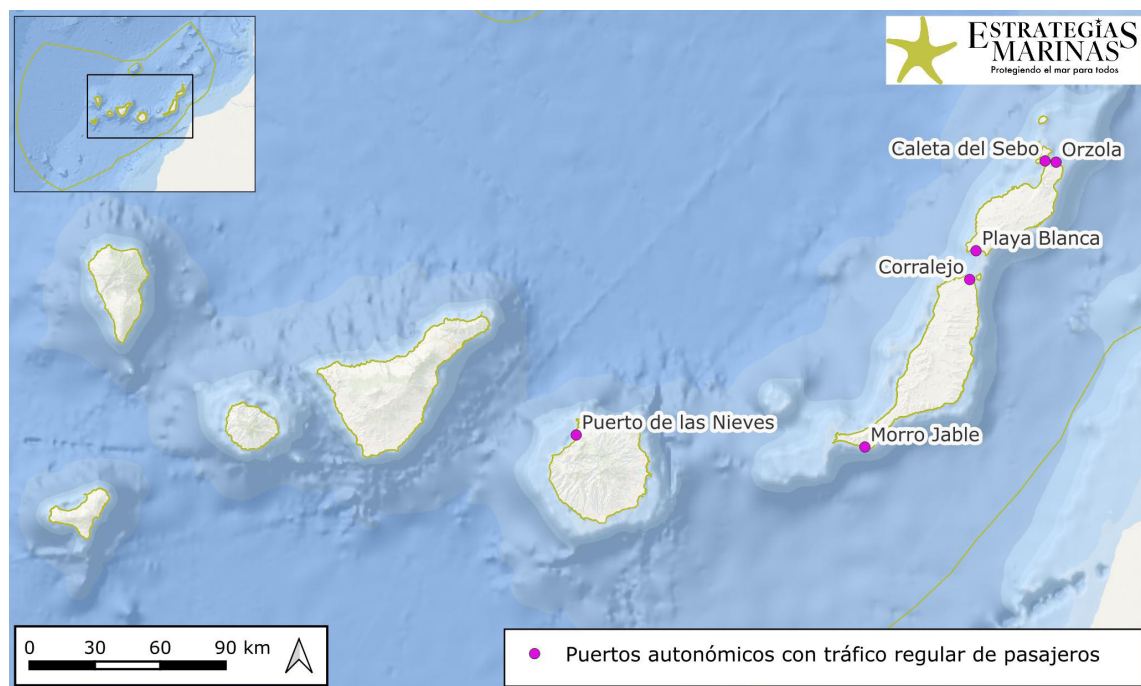 ESTRATEGIAS
MARINAS
Protegiendo el mar para todos
Caleta del Sebo
Orzola
Playa Blanca
Corralejo
Puerto de las Nieves
Morro Jable
0 30 60 90 km
Puertos autonómicos con tráfico regular de pasajeros